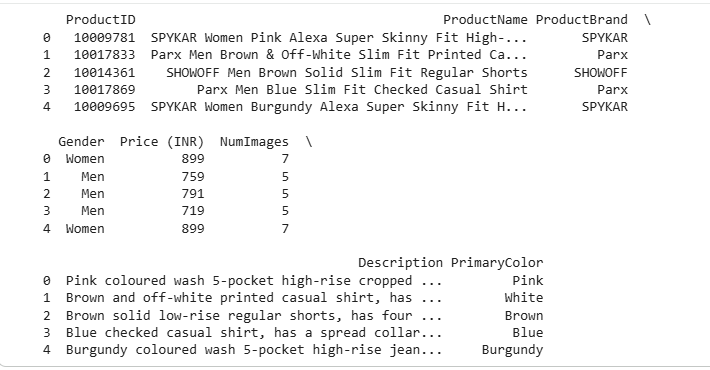 ProductID ProductName ProductBrand \
0 10009781 SPYKAR Women Pink Alexa Super Skinny Fit High-... SPYKAR
1 10017833 Parx Men Brown & Off-White Slim Fit Printed Ca... Parx
2 10014361 SHOWOFF Men Brown Solid Slim Fit Regular Shorts SHOWOFF
3 10017869 Parx Men Blue Slim Fit Checked Casual Shirt Parx
4 10009695 SPYKAR Women Burgundy Alexa Super Skinny Fit H... SPYKAR
Gender Price (INR) NumImages \
0 Women 899 7
1 Men 759 5
2 Men 791 5
3 Men 719 5
4 Women 899 7
Description PrimaryColor
0 Pink coloured wash 5-pocket high-rise cropped ... Pink
1 Brown and off-white printed casual shirt, has ... White
2 Brown solid low-rise regular shorts, has four ... Brown
3 Blue checked casual shirt, has a spread collar... Blue
4 Burgundy coloured wash 5-pocket high-rise jean... Burgundy